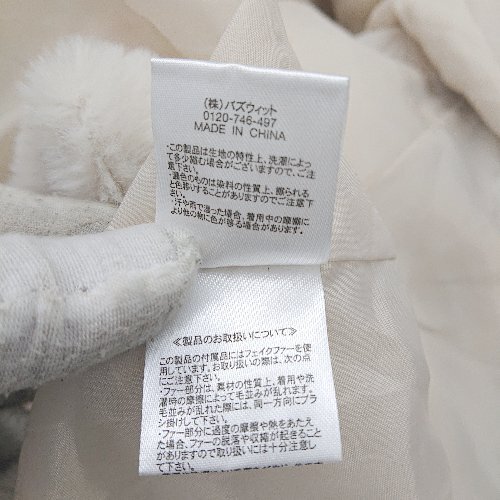 (株)バズウィット
0120-746-497
MADE IN CHINA
・この製品は生地の特性上、洗濯によっ
て多少縮む場合がございますので、ご注
意下さい。
・濃色のものは染料の性質上、擦られる
と色移りすることがありますのでご注意下
さい。
・汗や雨で湿った場合、着用中の摩擦に
より他の物に色が移る場合があります。
≪製品のお取扱いについて≫
この製品の付属品にはフェイクファーを使
用しています。お取り扱いの際は、次の点
にご注意下さい。
・ファー部分は、素材の性質上、着用や洗
濯時の摩擦によって毛並みが乱れます。
毛並みが乱れた際には、同一方向にブラ
シ掛けして下さい。
・ファー部分に過度の摩擦や熱をあたえ
た場合、ファーの脱落や収縮が起きること
がありますので取り扱いには十分注意し
て下さい。